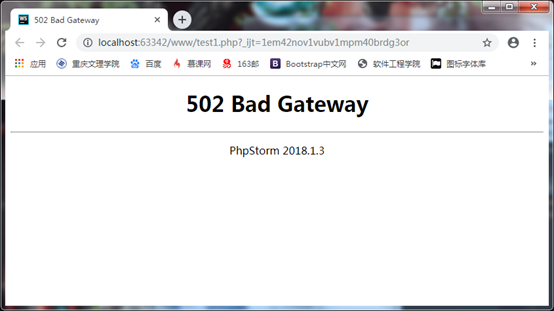 502 Bad Gateway
localhost:63342/www/test1.php?_ijt=1em42nov1vubv1mpm40brdg3or
应用 重庆文理学院 百度 慕课网 163邮 Bootstrap中文网 软件工程学院 图标字体库 »
502 Bad Gateway
PhpStorm 2018.1.3